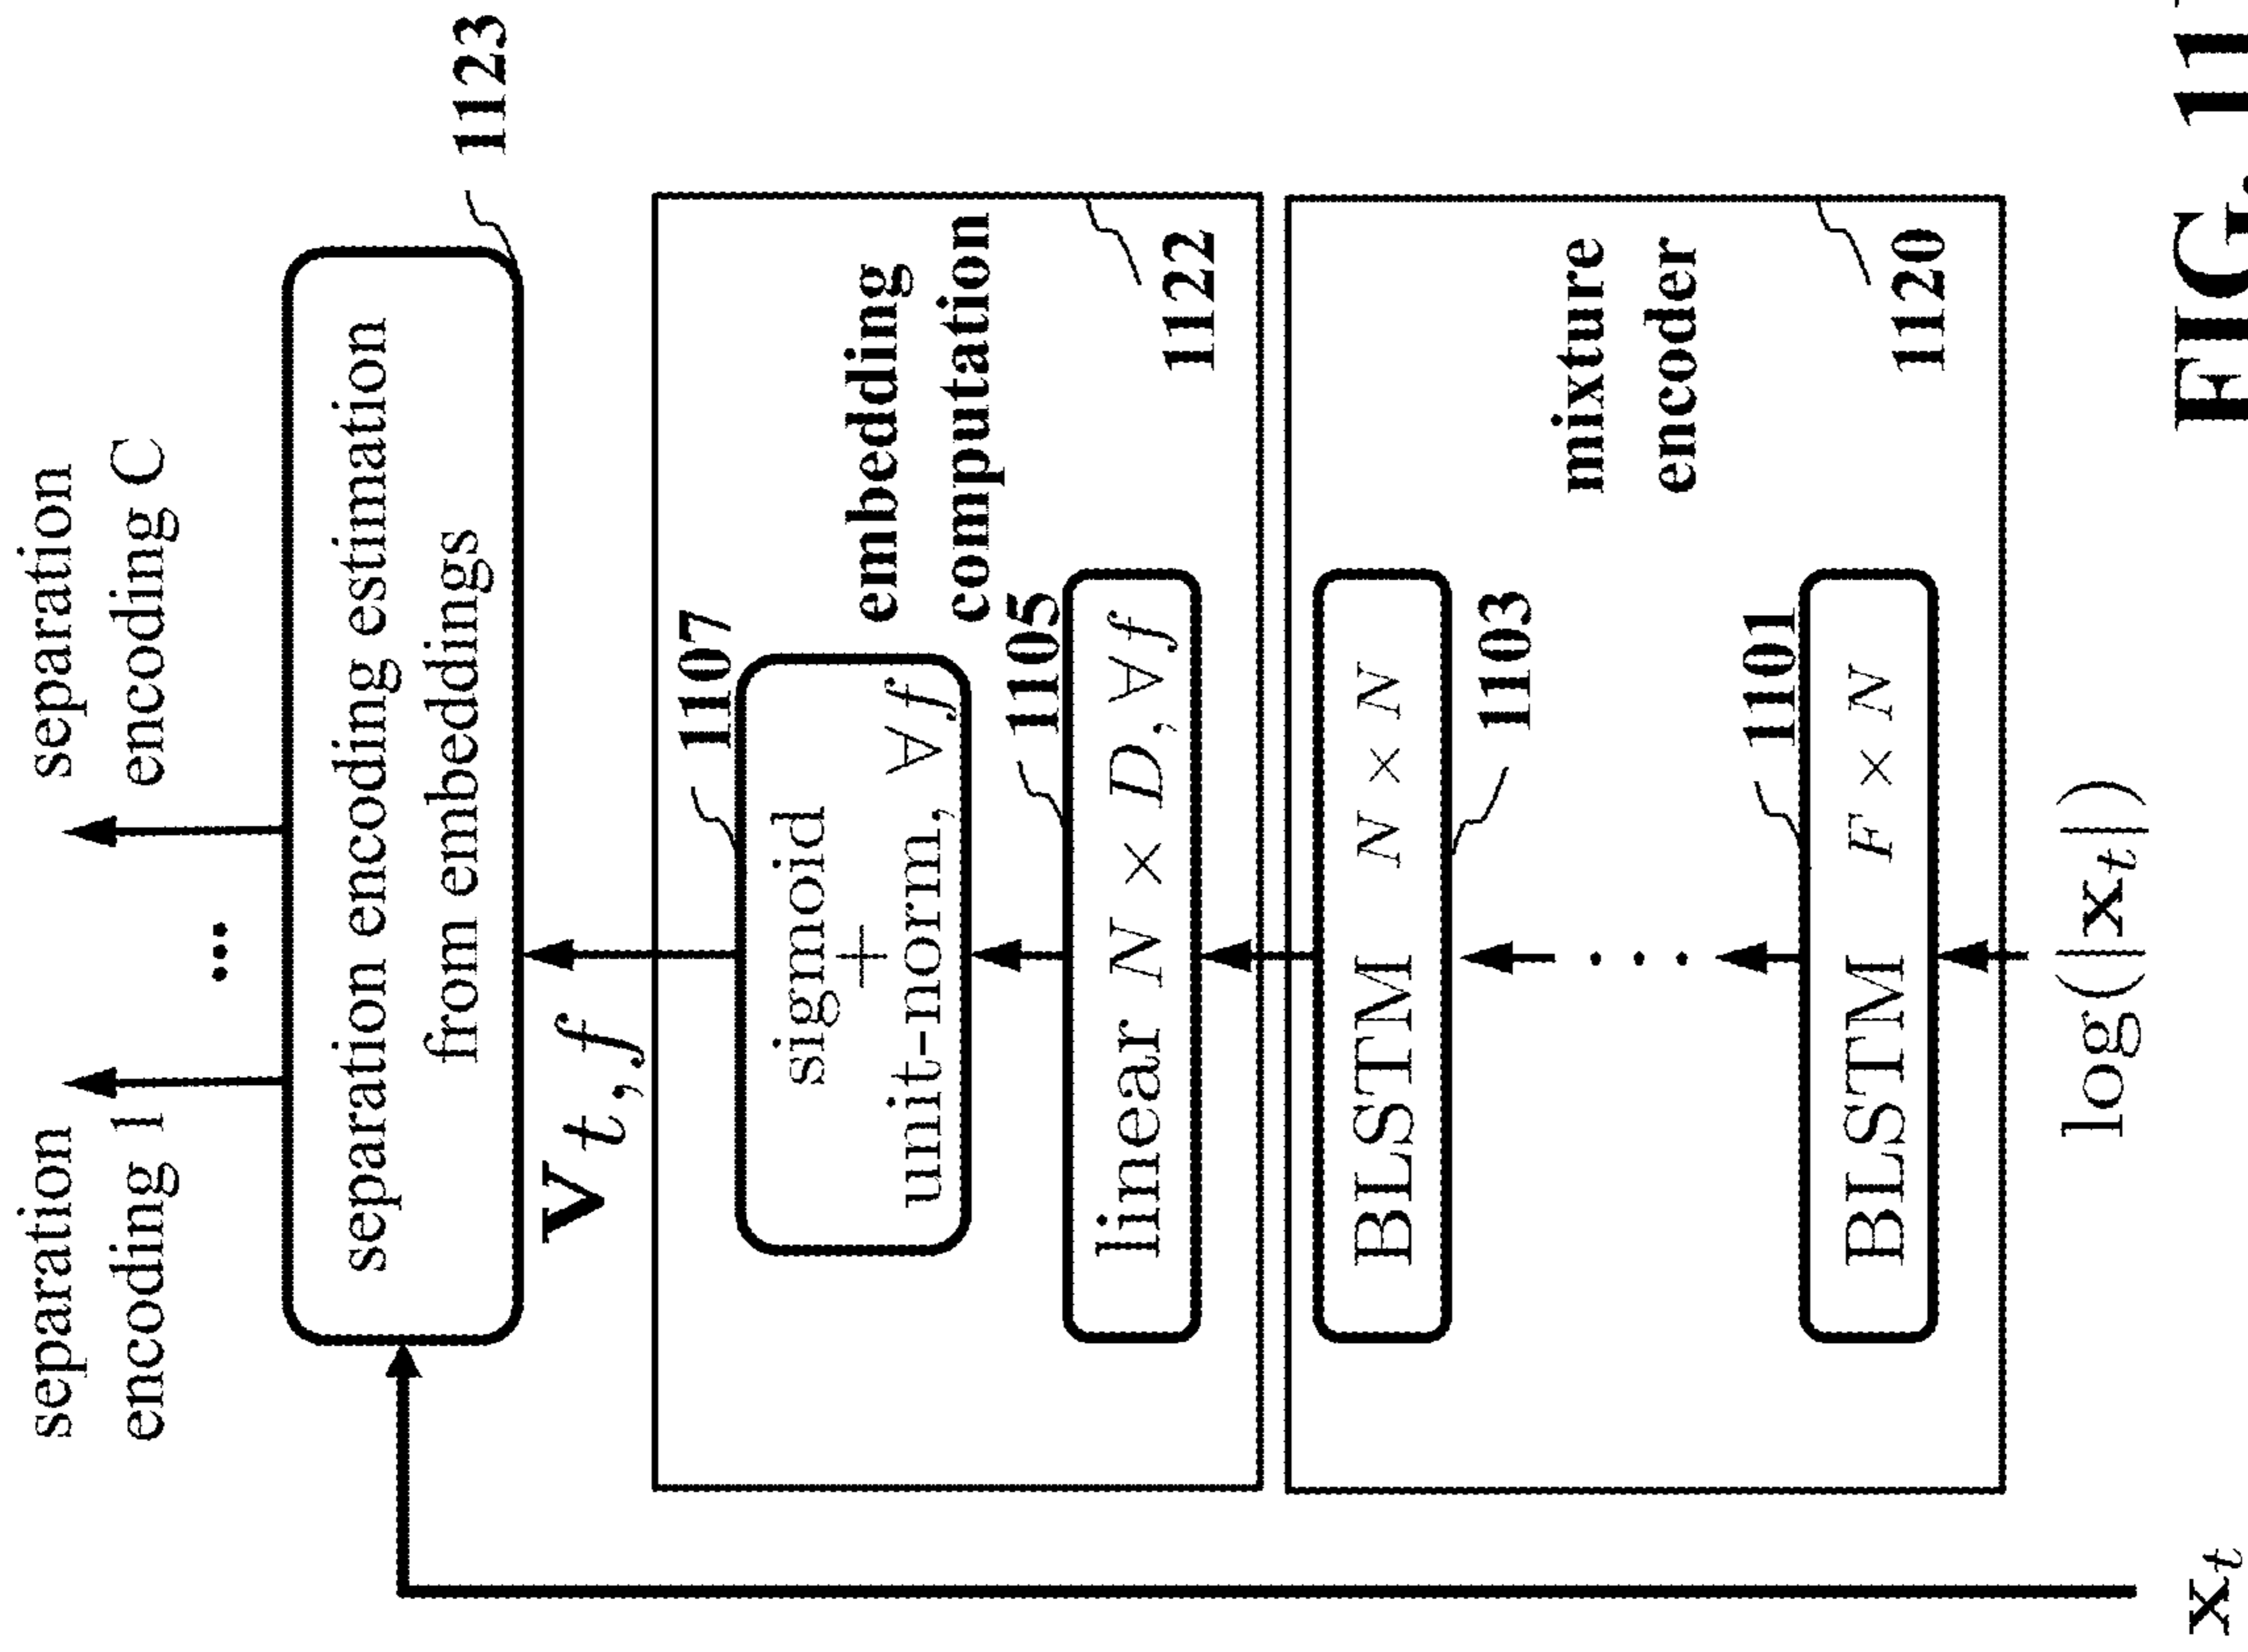 separation
encoding 1
...
separation
encoding C
separation encoding estimation
from embeddings
1123
v_{t,f}
1107
sigmoid
+
unit-norm, ∀f
embedding
computation
1105
linear N × D, ∀f
1122
BLSTM N × N
1103
mixture
encoder
1101
BLSTM F × N
1120
log(|x_t|)
x_t
FIG. 11